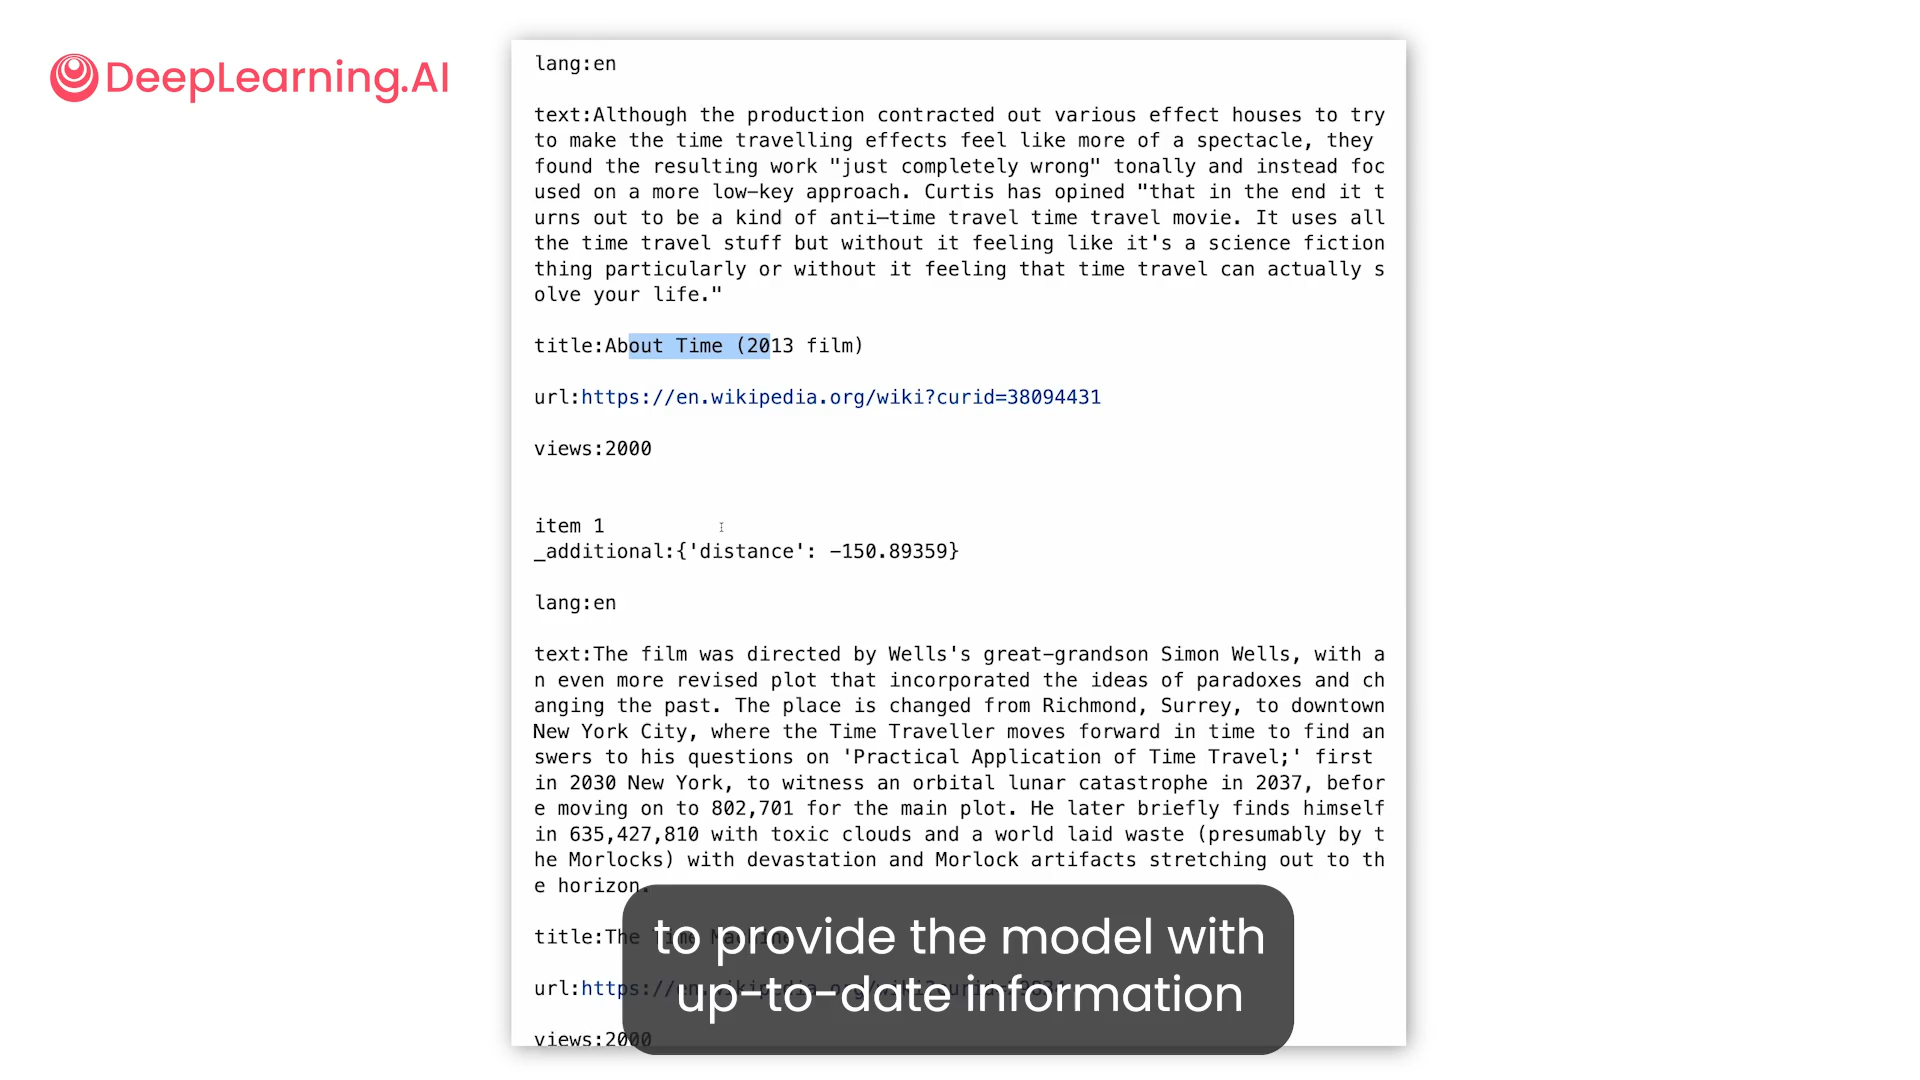 DeepLearning.AI
lang:en
text:Although the production contracted out various effect houses to try
to make the time travelling effects feel like more of a spectacle, they
found the resulting work "just completely wrong" tonally and instead foc
used on a more low-key approach. Curtis has opined "that in the end it t
urns out to be a kind of anti-time travel time travel movie. It uses all
the time travel stuff but without it feeling like it's a science fiction
thing particularly or without it feeling that time travel can actually s
olve your life."
title:About Time (2013 film)
url:https://en.wikipedia.org/wiki?curid=38094431
views:2000
item 1
_additional:{'distance': -150.89359}
lang:en
text:The film was directed by Wells's great-grandson Simon Wells, with a
n even more revised plot that incorporated the ideas of paradoxes and ch
anging the past. The place is changed from Richmond, Surrey, to downtown
New York City, where the Time Traveller moves forward in time to find an
swers to his questions on 'Practical Application of Time Travel;' first
in 2030 New York, to witness an orbital lunar catastrophe in 2037, befor
e moving on to 802,701 for the main plot. He later briefly finds himself
in 635,427,810 with toxic clouds and a world laid waste (presumably by t
he Morlocks) with devastation and Morlock artifacts stretching out to th
e horizon.
title:The Time Machine
url:
views:2000
to provide the model with
up-to-date information